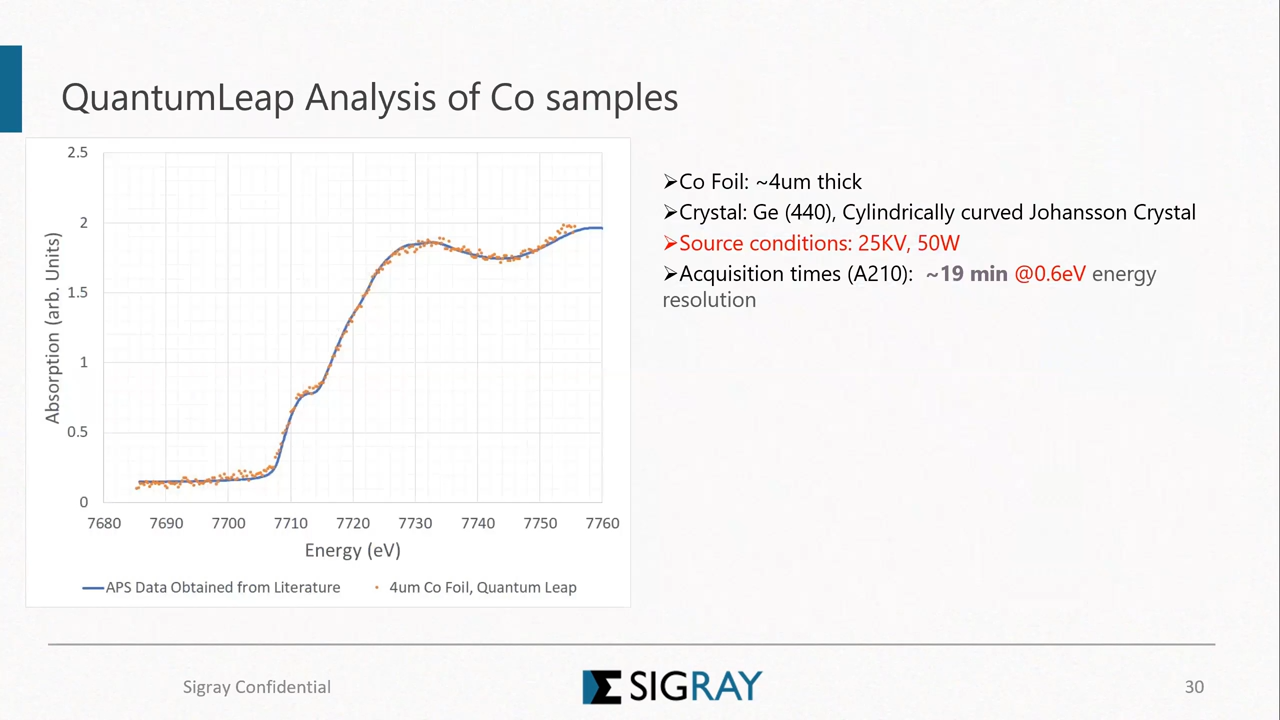 QuantumLeap Analysis of Co samples
2.5
2
1.5
1
0.5
0
Absorption (arb. Units)
7680 7690 7700 7710 7720 7730 7740 7750 7760
Energy (eV)
APS Data Obtained from Literature 4um Co Foil, Quantum Leap
➢Co Foil: ~4um thick
➢Crystal: Ge (440), Cylindrically curved Johansson Crystal
➢Source conditions: 25KV, 50W
➢Acquisition times (A210): ~19 min @0.6eV energy
resolution
Sigray Confidential
SIGRAY
30